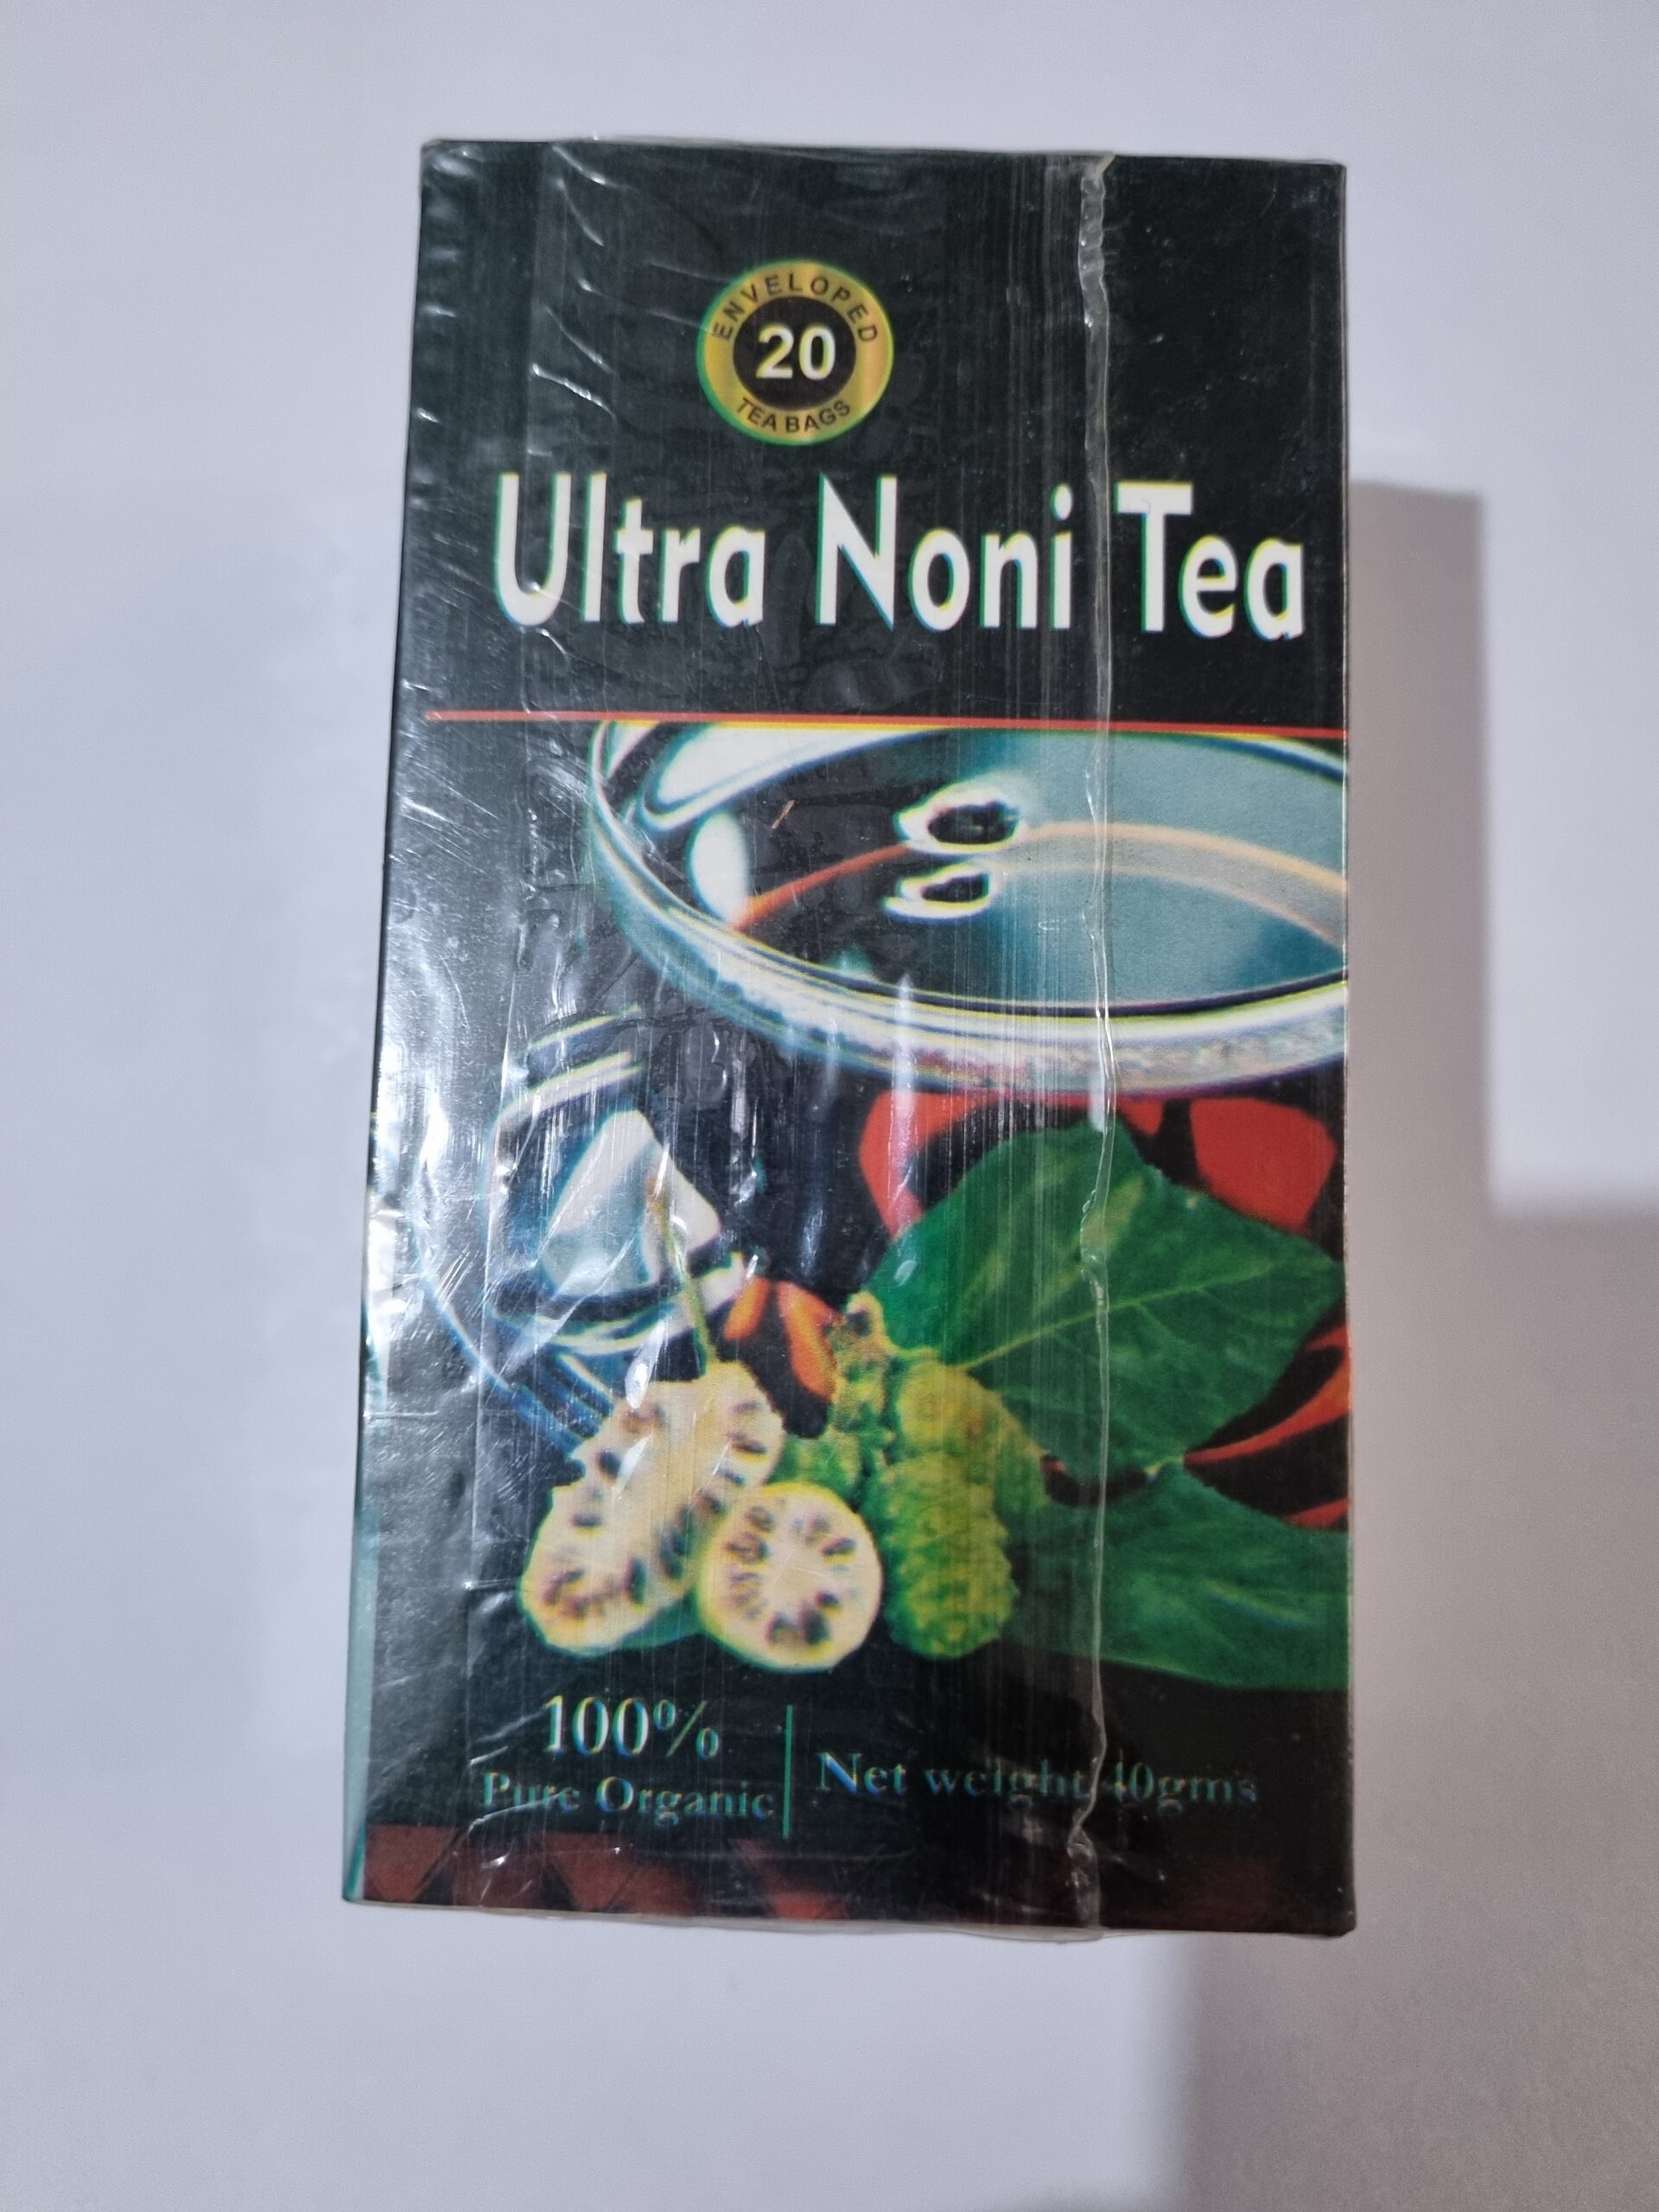 ENVELOPED
20
TEA BAGS
Ultra Noni Tea
100%
Pure Organic
Net weight 40gms